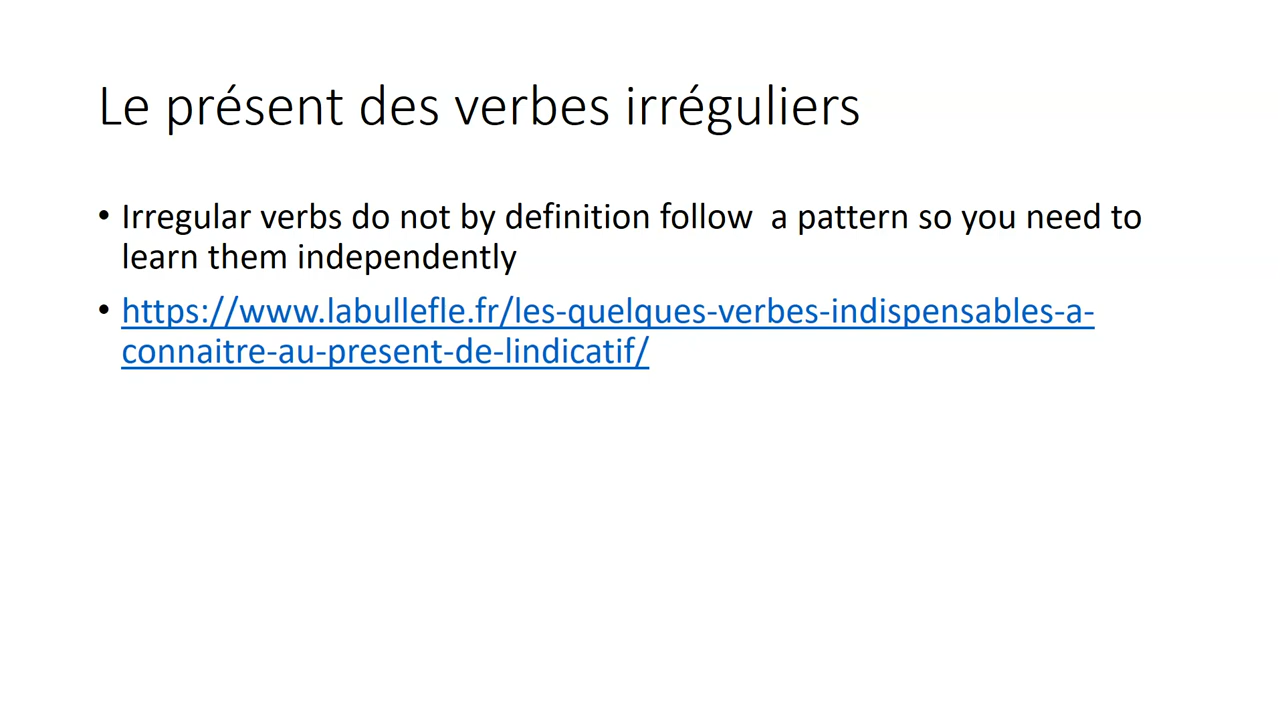 Le présent des verbes irréguliers
• Irregular verbs do not by definition follow  a pattern so you need to
learn them independently
• https://www.labullefle.fr/les-quelques-verbes-indispensables-a-
connaitre-au-present-de-lindicatif/